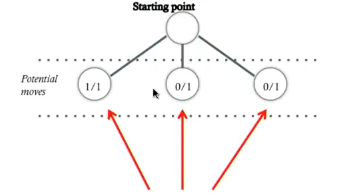 Starting point
Potential
moves
1/1
0/1
0/1